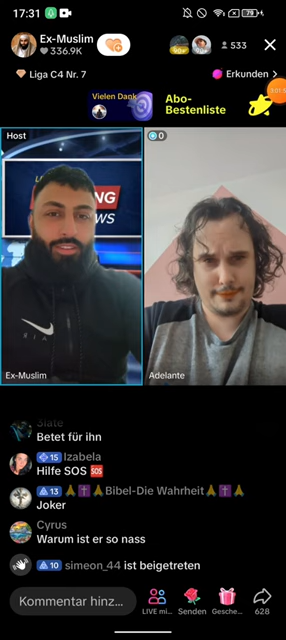 17:31
79
Ex-Muslim
336.9K
533
Liga C4 Nr. 7
Erkunden >
Vielen Dank
Abo-
Bestenliste
Host
0
NEWS
Ex-Muslim
Adelante
Betet für ihn
15 Izabela
Hilfe SOS 🆘
13 🙏✝️🙏Bibel-Die Wahrheit🙏✝️🙏
Joker
Cyrus
Warum ist er so nass
10 simeon_44 ist beigetreten
Kommentar hinz...
LIVE mi...
Senden
Gesche...
628